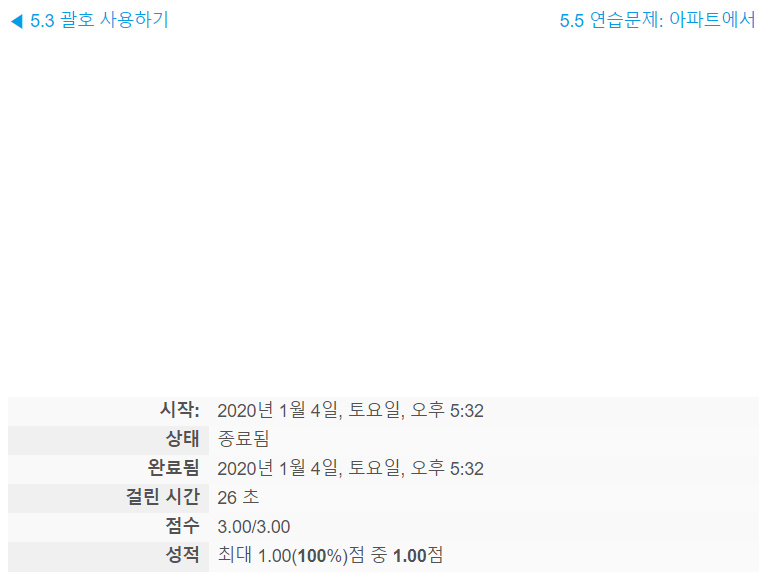 ◀ 5.3 괄호 사용하기
5.5 연습문제: 아파트에서
시작: 2020년 1월 4일, 토요일, 오후 5:32
상태 종료됨
완료됨 2020년 1월 4일, 토요일, 오후 5:32
걸린 시간 26 초
점수 3.00/3.00
성적 최대 1.00(100%)점 중 1.00점